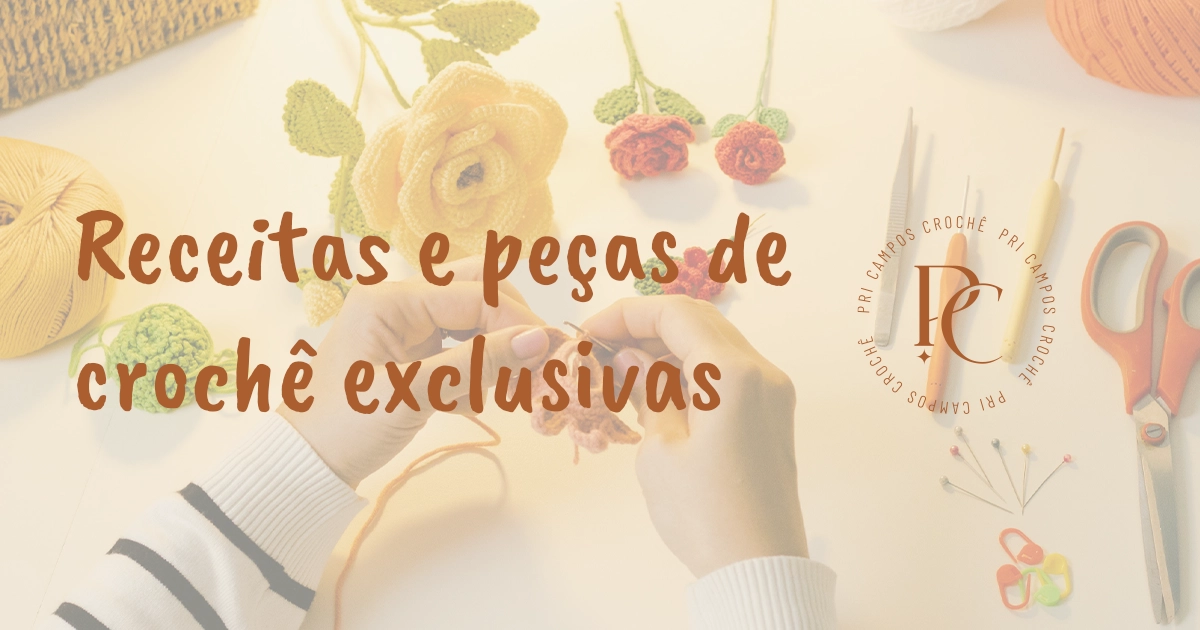 Receitas e peças de
crochê exclusivas
PRI CAMPOS CROCHÊ PRI CAMPOS CROCHÊ PRI CAMPOS CROCHÊ
PC